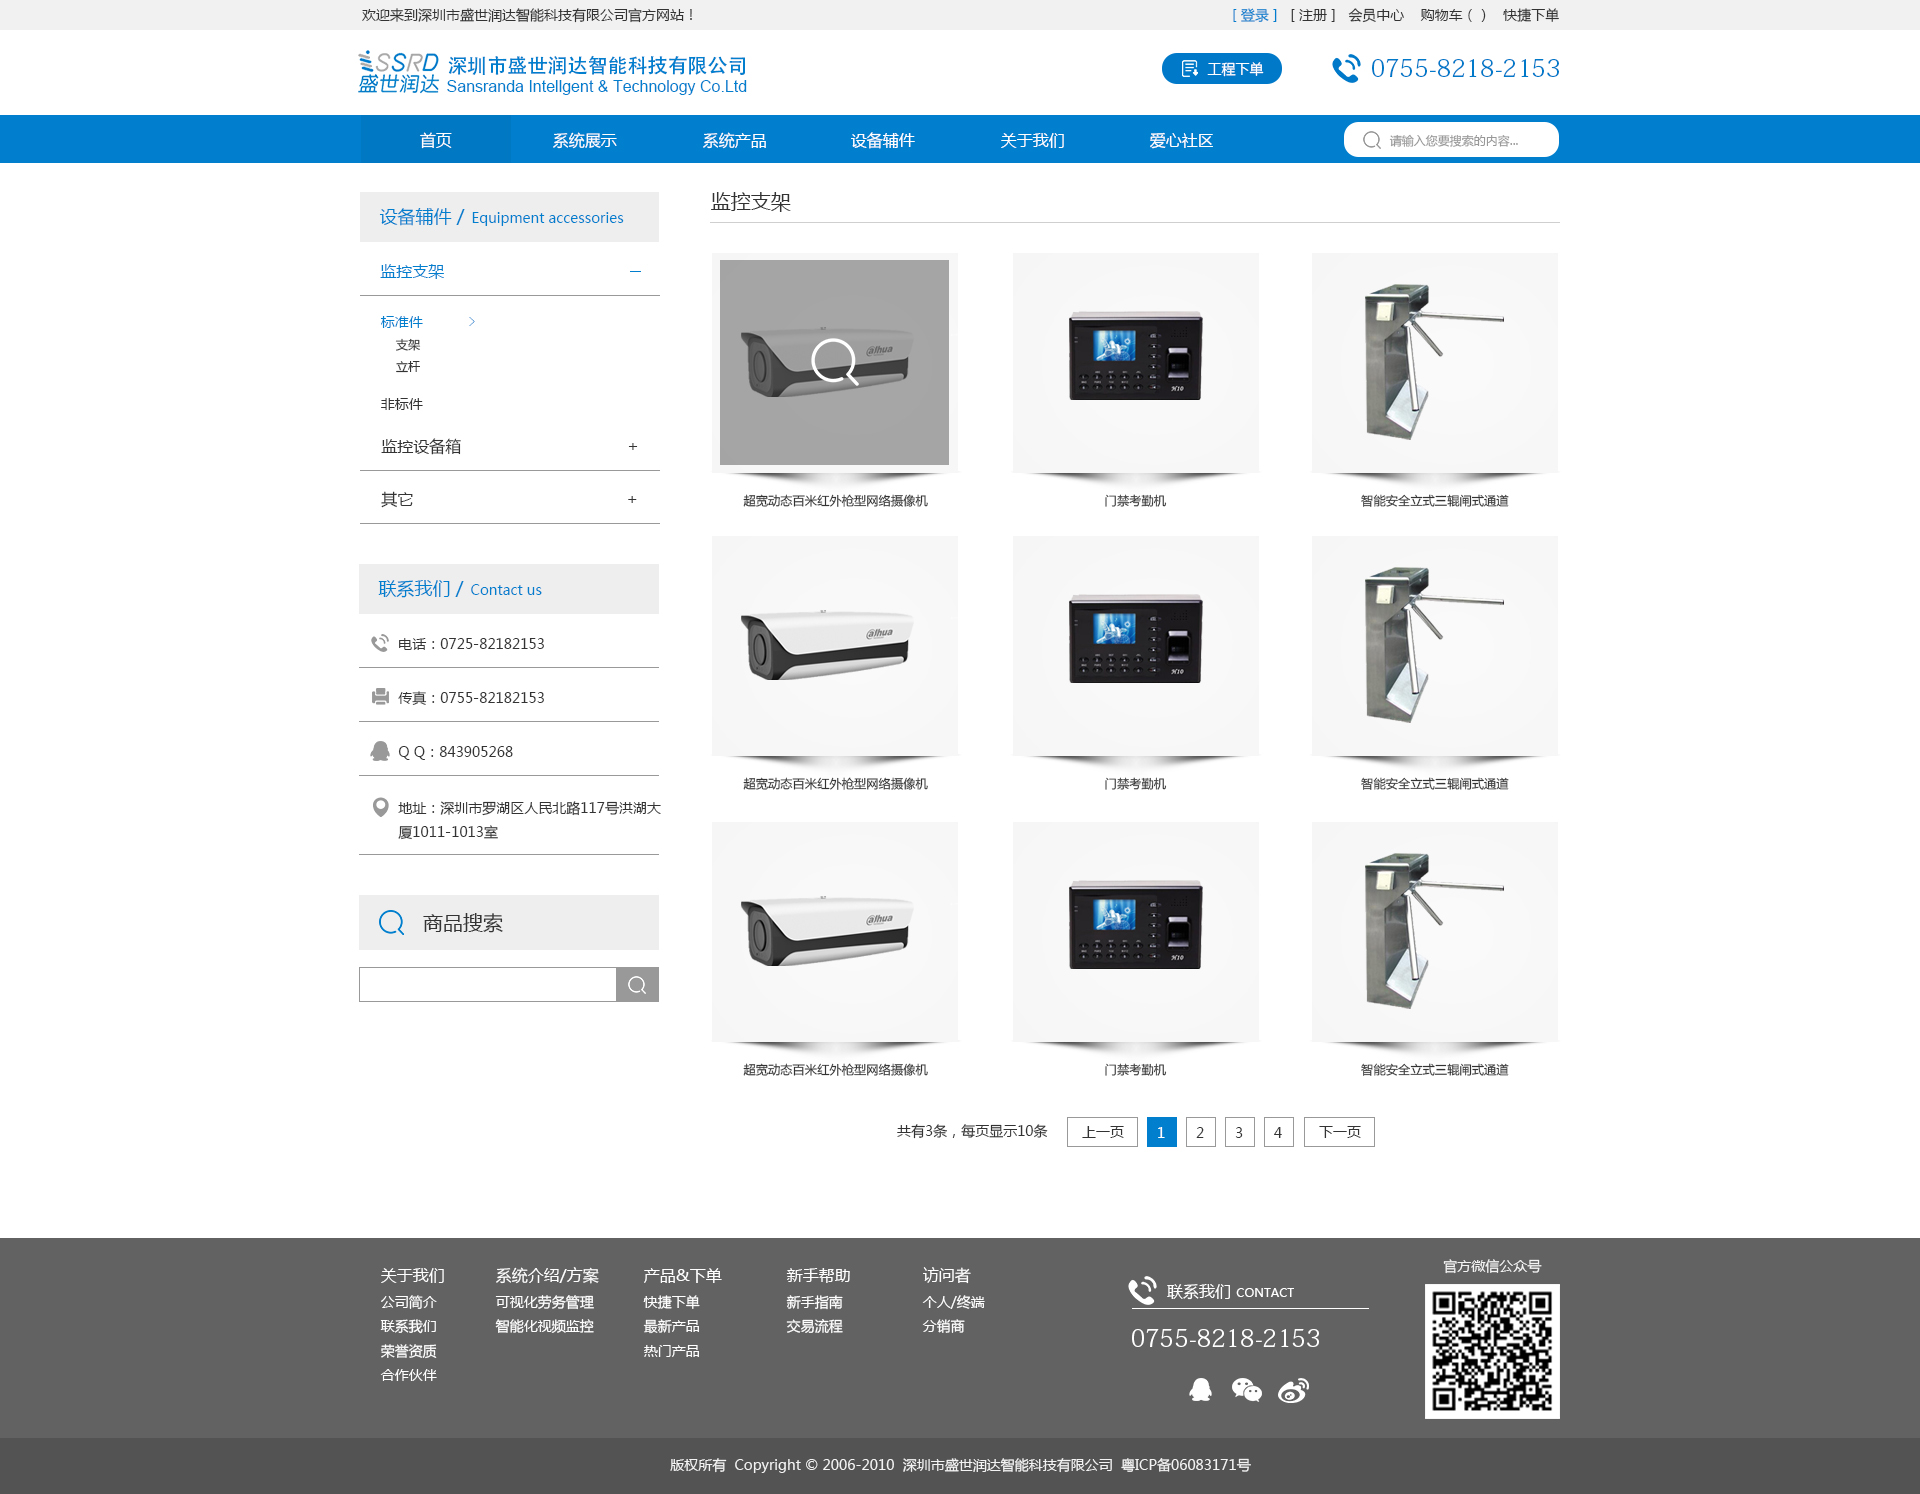 欢迎来到深圳市盛世润达智能科技有限公司官方网站！
[ 登录 ] [ 注册 ] 会员中心 购物车（ ） 快捷下单
SSRD
盛世润达
深圳市盛世润达智能科技有限公司
Sansranda Intellgent & Technology Co.Ltd
工程下单
0755-8218-2153
首页 系统展示 系统产品 设备辅件 关于我们 爱心社区
请输入您要搜索的内容...
设备辅件 / Equipment accessories
监控支架 —
标准件 >
支架
立杆
非标件
监控设备箱 +
其它 +
联系我们 / Contact us
电话：0725-82182153
传真：0755-82182153
Q Q：843905268
地址：深圳市罗湖区人民北路117号洪湖大
厦1011-1013室
商品搜索
监控支架
alhua
N10
超宽动态百米红外枪型网络摄像机 门禁考勤机 智能安全立式三辊闸式通道
alhua
N10
超宽动态百米红外枪型网络摄像机 门禁考勤机 智能安全立式三辊闸式通道
alhua
N10
超宽动态百米红外枪型网络摄像机 门禁考勤机 智能安全立式三辊闸式通道
共有3条，每页显示10条 上一页 1 2 3 4 下一页
关于我们
公司简介
联系我们
荣誉资质
合作伙伴
系统介绍/方案
可视化劳务管理
智能化视频监控
产品&下单
快捷下单
最新产品
热门产品
新手帮助
新手指南
交易流程
访问者
个人/终端
分销商
联系我们 CONTACT
0755-8218-2153
官方微信公众号
版权所有 Copyright © 2006-2010 深圳市盛世润达智能科技有限公司 粤ICP备06083171号